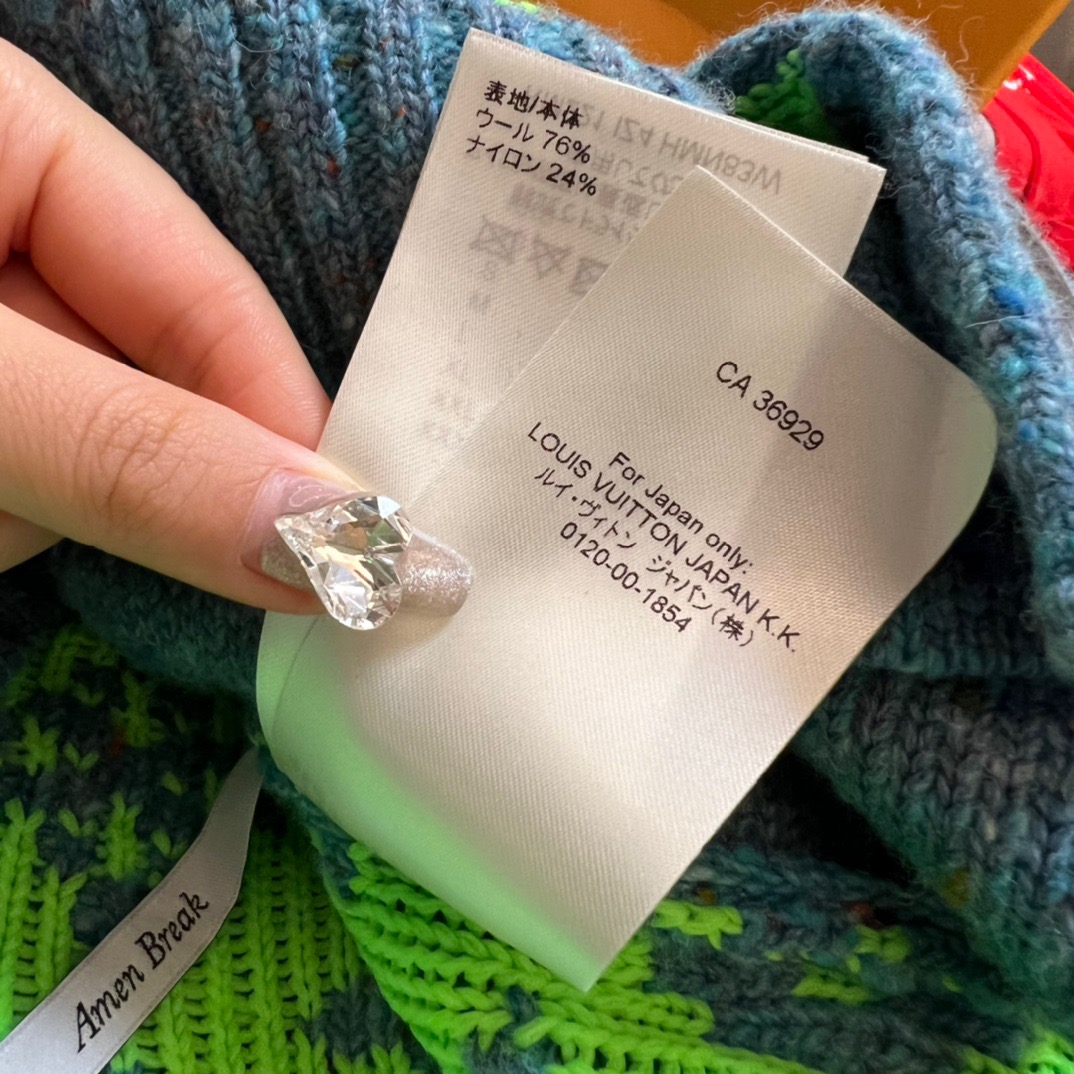 表地/本体
ウール 76%
ナイロン 24%
CA 36929
For Japan only:
LOUIS VUITTON JAPAN K.K.
ルイ・ヴィトン ジャパン(株)
0120-00-1854
Amen Break